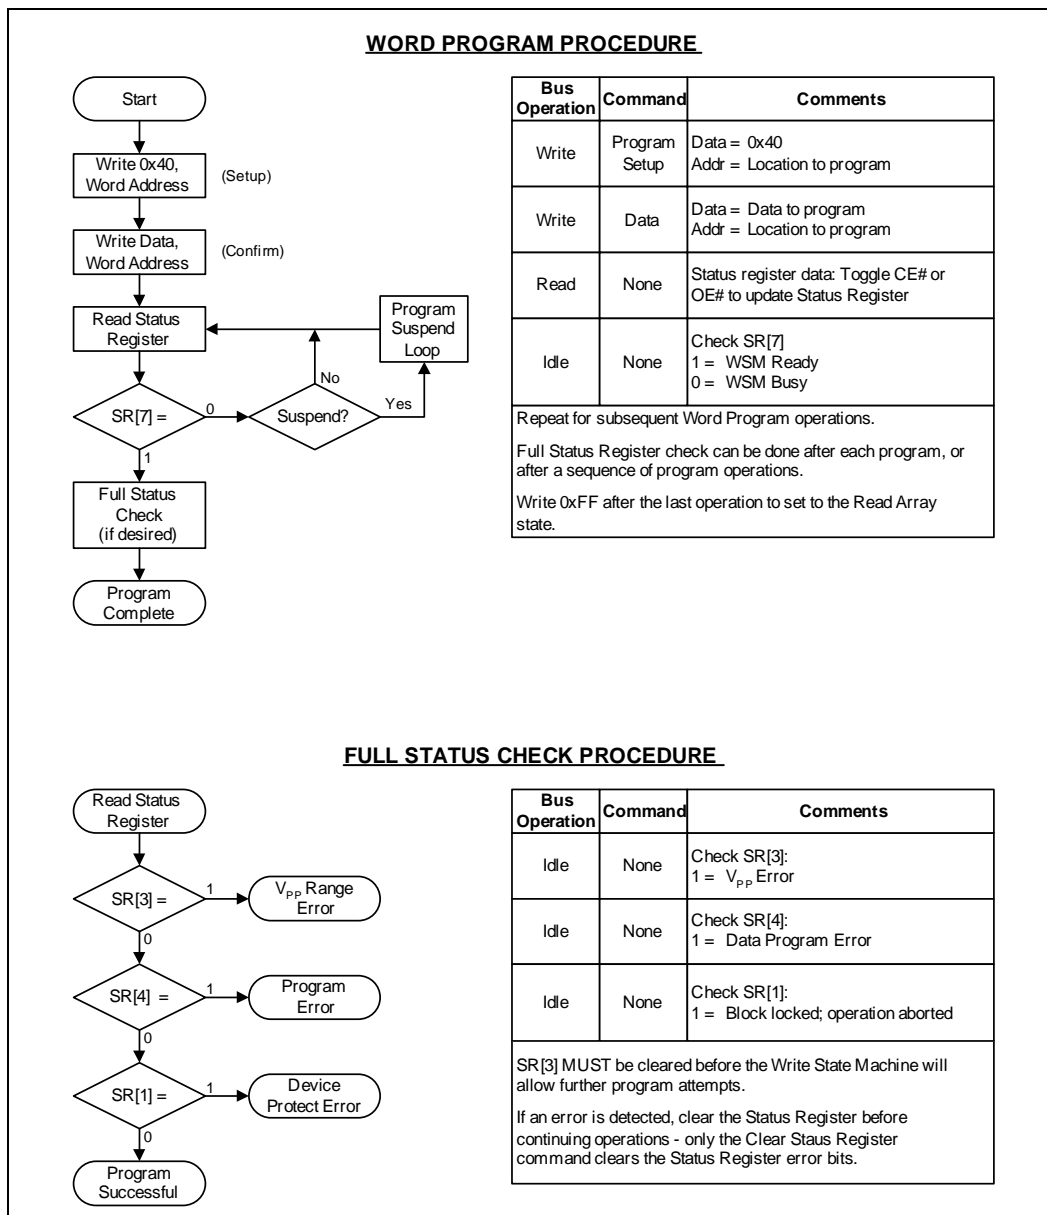 WORD PROGRAM PROCEDURE
Start
Write 0x40,
Word Address
(Setup)
Write Data,
Word Address
(Confirm)
Read Status
Register
Program
Suspend
Loop
No
Yes
SR[7] =
0
Suspend?
1
Full Status
Check
(if desired)
Program
Complete
Bus
Operation
Command
Comments
Write
Program
Setup
Data = 0x40
Addr = Location to program
Write
Data
Data = Data to program
Addr = Location to program
Read
None
Status register data: Toggle CE# or
OE# to update Status Register
Idle
None
Check SR[7]
1 = WSM Ready
0 = WSM Busy
Repeat for subsequent Word Program operations.
Full Status Register check can be done after each program, or
after a sequence of program operations.
Write 0xFF after the last operation to set to the Read Array
state.
FULL STATUS CHECK PROCEDURE
Read Status
Register
SR[3] =
1
VPP Range
Error
0
SR[4] =
1
Program
Error
0
SR[1] =
1
Device
Protect Error
0
Program
Successful
Bus
Operation
Command
Comments
Idle
None
Check SR[3]:
1 = VPP Error
Idle
None
Check SR[4]:
1 = Data Program Error
Idle
None
Check SR[1]:
1 = Block locked; operation aborted
SR[3] MUST be cleared before the Write State Machine will
allow further program attempts.
If an error is detected, clear the Status Register before
continuing operations - only the Clear Staus Register
command clears the Status Register error bits.